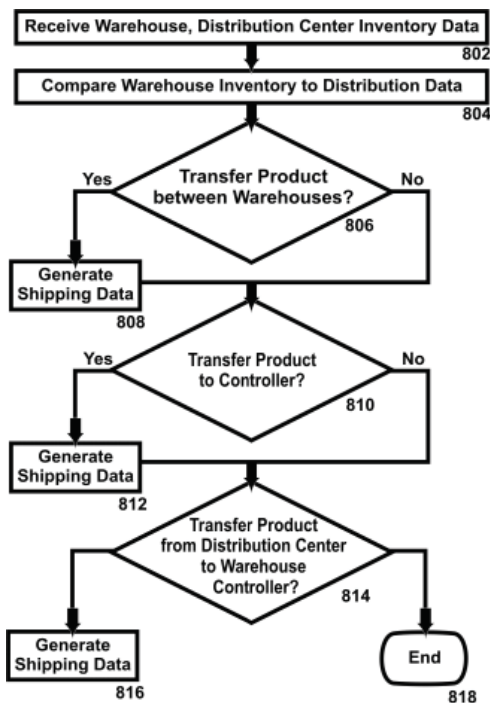 Receive Warehouse, Distribution Center Inventory Data
802
Compare Warehouse Inventory to Distribution Data
804
Transfer Product
between Warehouses?
806
Yes
No
Generate
Shipping Data
808
Transfer Product
to Controller?
810
Yes
No
Generate
Shipping Data
812
Transfer Product
from Distribution Center
to Warehouse
Controller?
814
Generate
Shipping Data
816
End
818